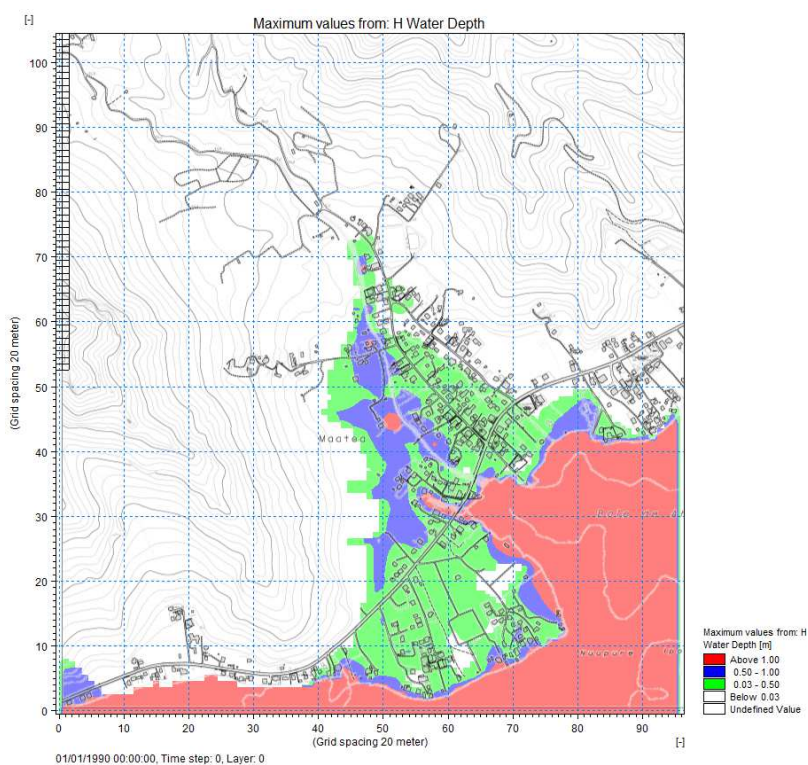 [-]
Maximum values from: H Water Depth
100
90
80
70
60
50
40
30
20
10
0
(Grid spacing 20 meter)
Maatea
0 10 20 30 40 50 60 70 80 90
(Grid spacing 20 meter)
[-]
01/01/1990 00:00:00, Time step: 0, Layer: 0
Maximum values from: H
Water Depth [m]
Above 1.00
0.50 - 1.00
0.03 - 0.50
Below 0.03
Undefined Value